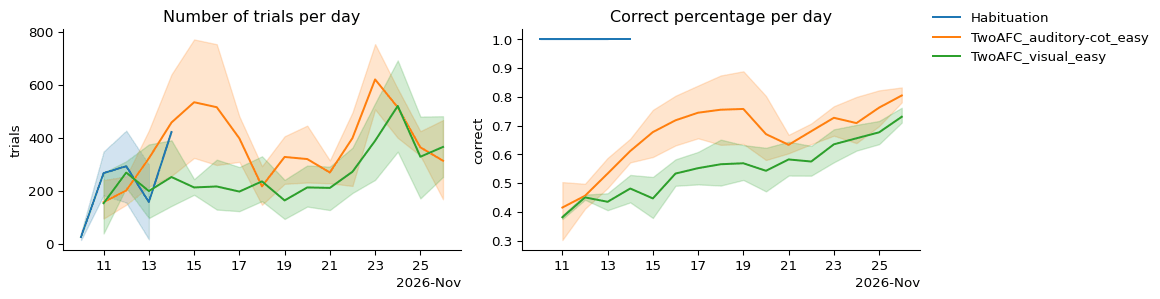 Number of trials per day
trials
800
600
400
200
0
11 13 15 17 19 21 23 25
2026-Nov
Correct percentage per day
correct
1.0
0.9
0.8
0.7
0.6
0.5
0.4
0.3
11 13 15 17 19 21 23 25
2026-Nov
Habituation
TwoAFC_auditory-cot_easy
TwoAFC_visual_easy